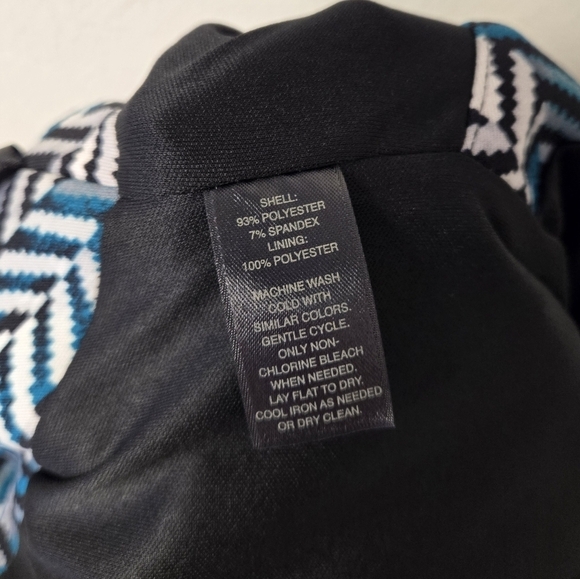 SHELL:
93% POLYESTER
7% SPANDEX
LINING:
100% POLYESTER
MACHINE WASH
COLD WITH
SIMILAR COLORS.
GENTLE CYCLE.
ONLY NON-
CHLORINE BLEACH
WHEN NEEDED.
LAY FLAT TO DRY.
COOL IRON AS NEEDED
OR DRY CLEAN.